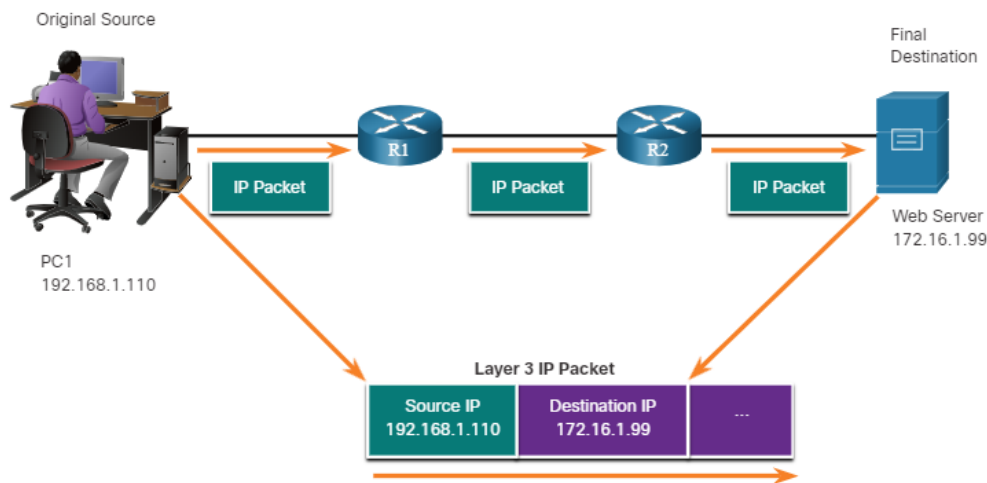 Original Source
Final
Destination
R1
R2
IP Packet
IP Packet
IP Packet
Web Server
172.16.1.99
PC1
192.168.1.110
Layer 3 IP Packet
Source IP
192.168.1.110
Destination IP
172.16.1.99
...